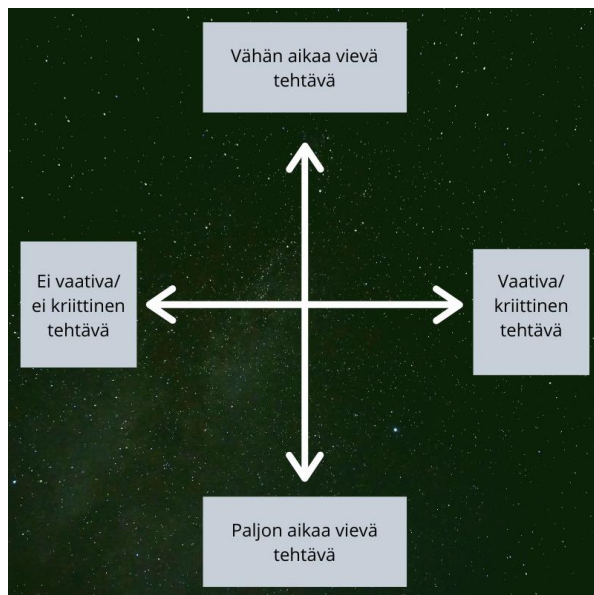 Vähän aikaa vievä
tehtävä
Ei vaativa/
ei kriittinen
tehtävä
Vaativa/
kriittinen
tehtävä
Paljon aikaa vievä
tehtävä